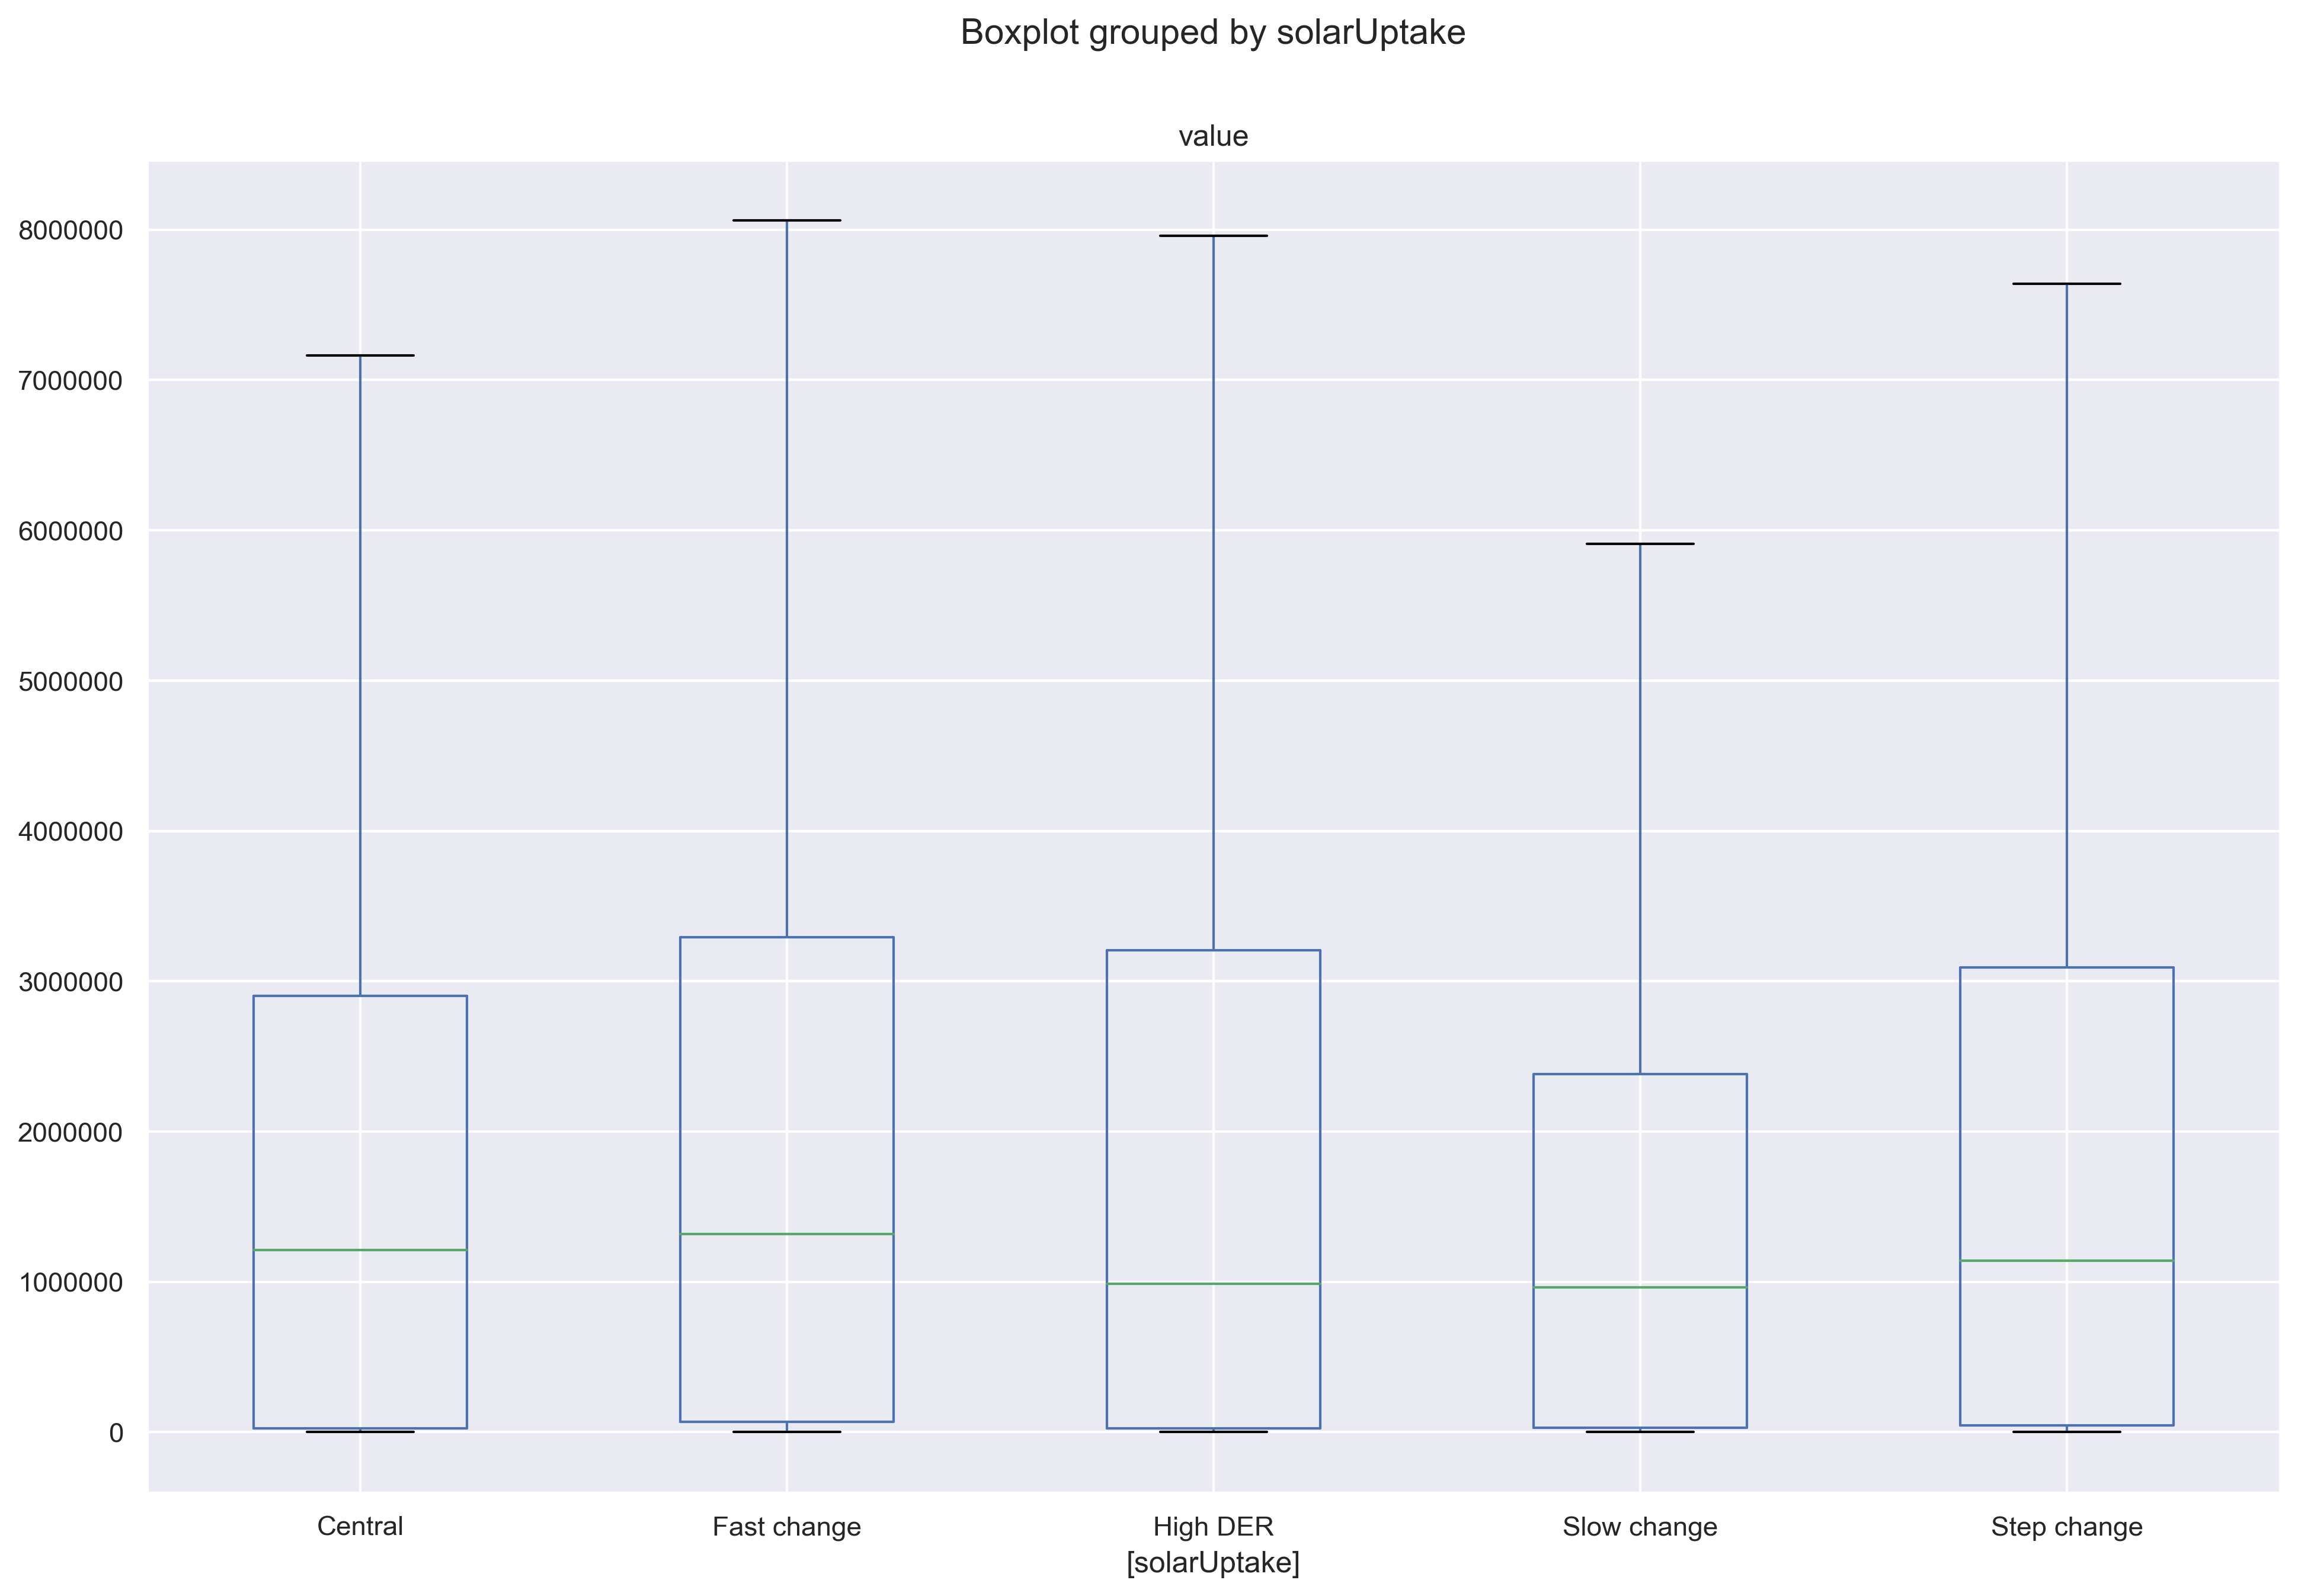 Boxplot grouped by solarUptake
value
8000000
7000000
6000000
5000000
4000000
3000000
2000000
1000000
0
Central Fast change High DER Slow change Step change
[solarUptake]